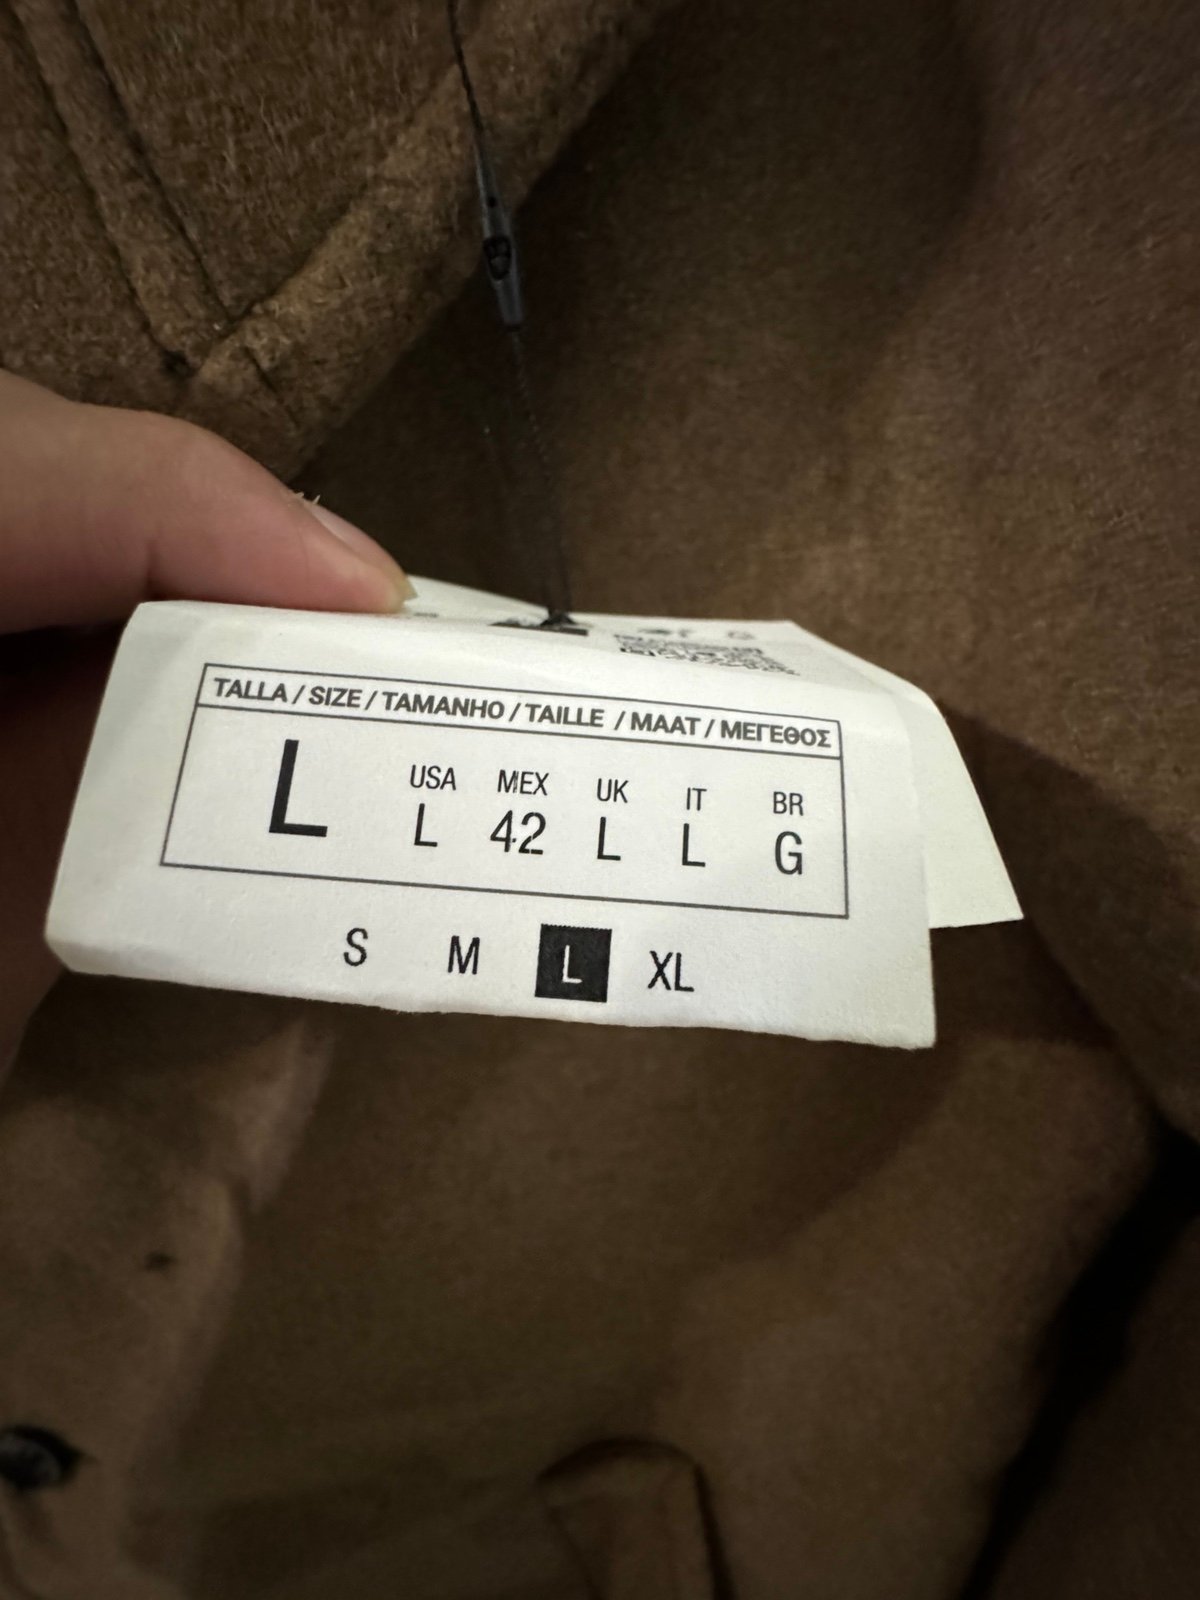 TALLA / SIZE / TAMANHO / TAILLE / MAAT / ΜΕΓΕΘΟΣ
L
USA MEX UK IT BR
L 42 L L G
S M L XL